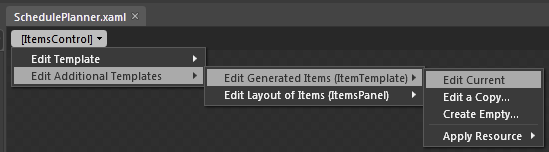 SchedulePlanner.xaml ×
[ItemsControl]
Edit Template
Edit Additional Templates
Edit Generated Items (ItemTemplate)
Edit Layout of Items (ItemsPanel)
Edit Current
Edit a Copy...
Create Empty...
Apply Resource